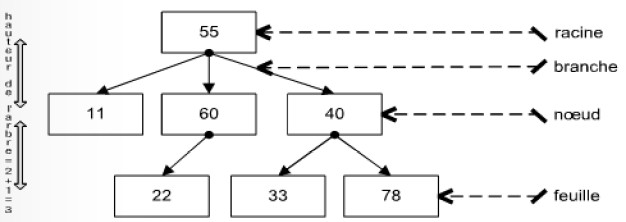 hauteur de l'arbre = 2 + 1 = 3
55
racine
branche
11
60
40
nœud
22
33
78
feuille